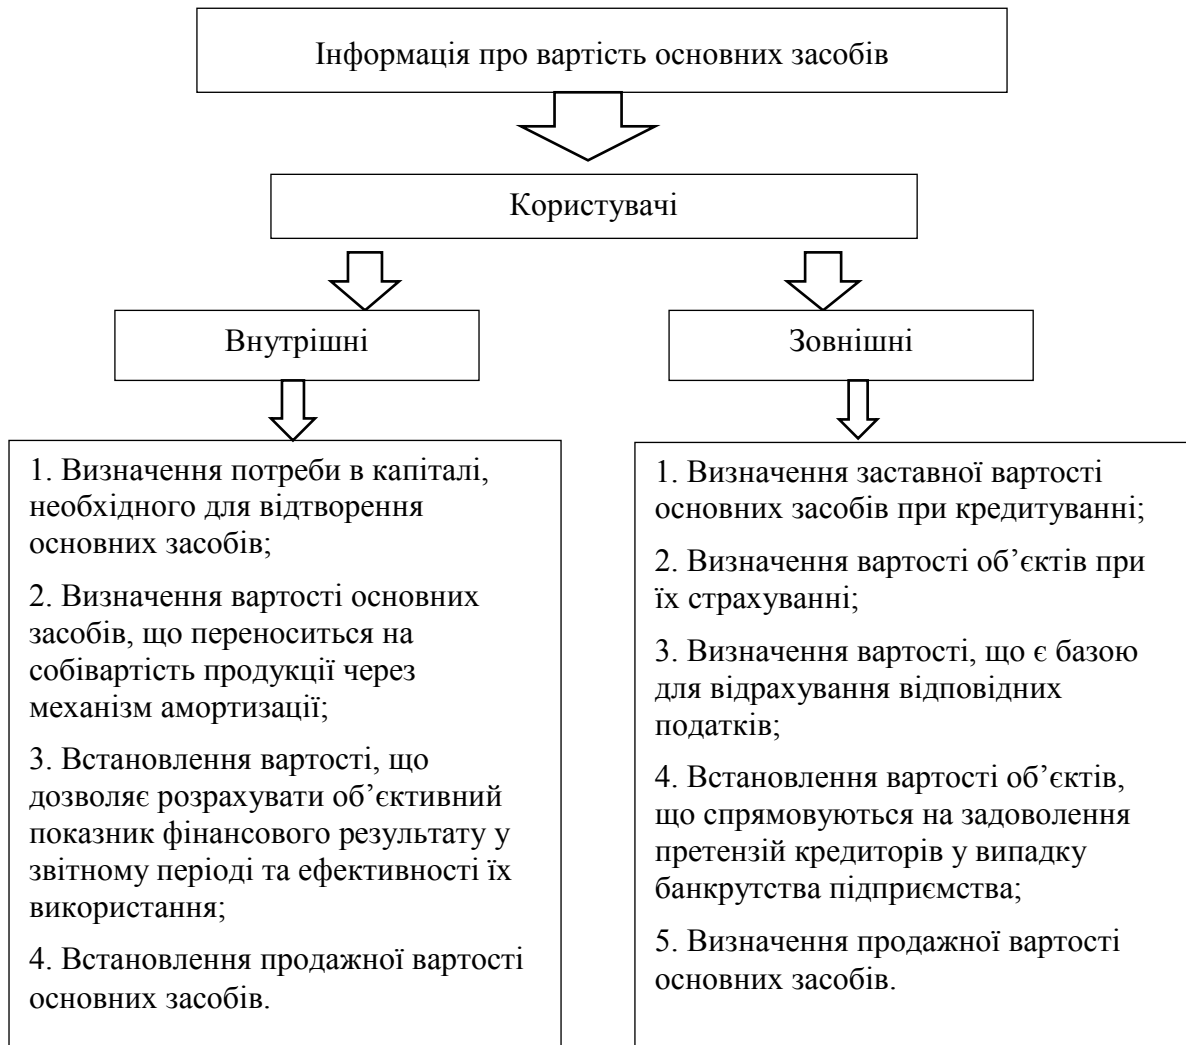 Інформація про вартість основних засобів
Користувачі
Внутрішні
Зовнішні
1. Визначення потреби в капіталі,
необхідного для відтворення
основних засобів;
2. Визначення вартості основних
засобів, що переноситься на
собівартість продукції через
механізм амортизації;
3. Встановлення вартості, що
дозволяє розрахувати об’єктивний
показник фінансового результату у
звітному періоді та ефективності їх
використання;
4. Встановлення продажної вартості
основних засобів.
1. Визначення заставної вартості
основних засобів при кредитуванні;
2. Визначення вартості об’єктів при
їх страхуванні;
3. Визначення вартості, що є базою
для відрахування відповідних
податків;
4. Встановлення вартості об’єктів,
що спрямовуються на задоволення
претензій кредиторів у випадку
банкрутства підприємства;
5. Визначення продажної вартості
основних засобів.